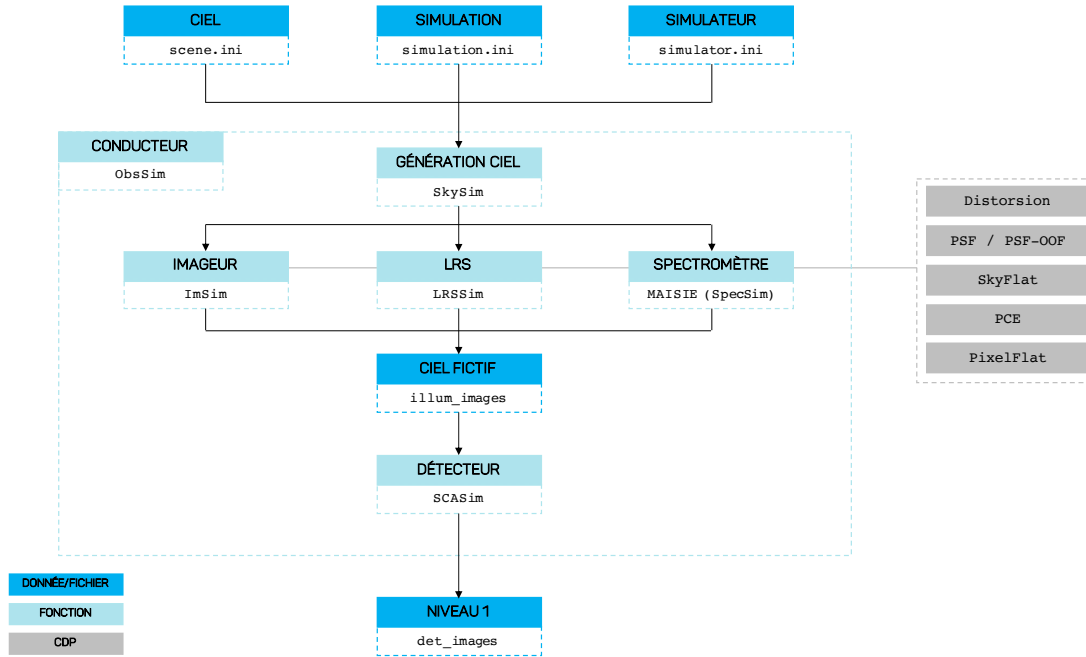 CIEL
scene.ini
SIMULATION
simulation.ini
SIMULATEUR
simulator.ini
CONDUCTEUR
ObsSim
GÉNÉRATION CIEL
SkySim
IMAGEUR
ImSim
LRS
LRSSim
SPECTROMÈTRE
MAISIE (SpecSim)
Distorsion
PSF / PSF-OOF
SkyFlat
PCE
PixelFlat
CIEL FICTIF
illum_images
DÉTECTEUR
SCASim
NIVEAU 1
det_images
DONNÉE/FICHIER
FONCTION
CDP